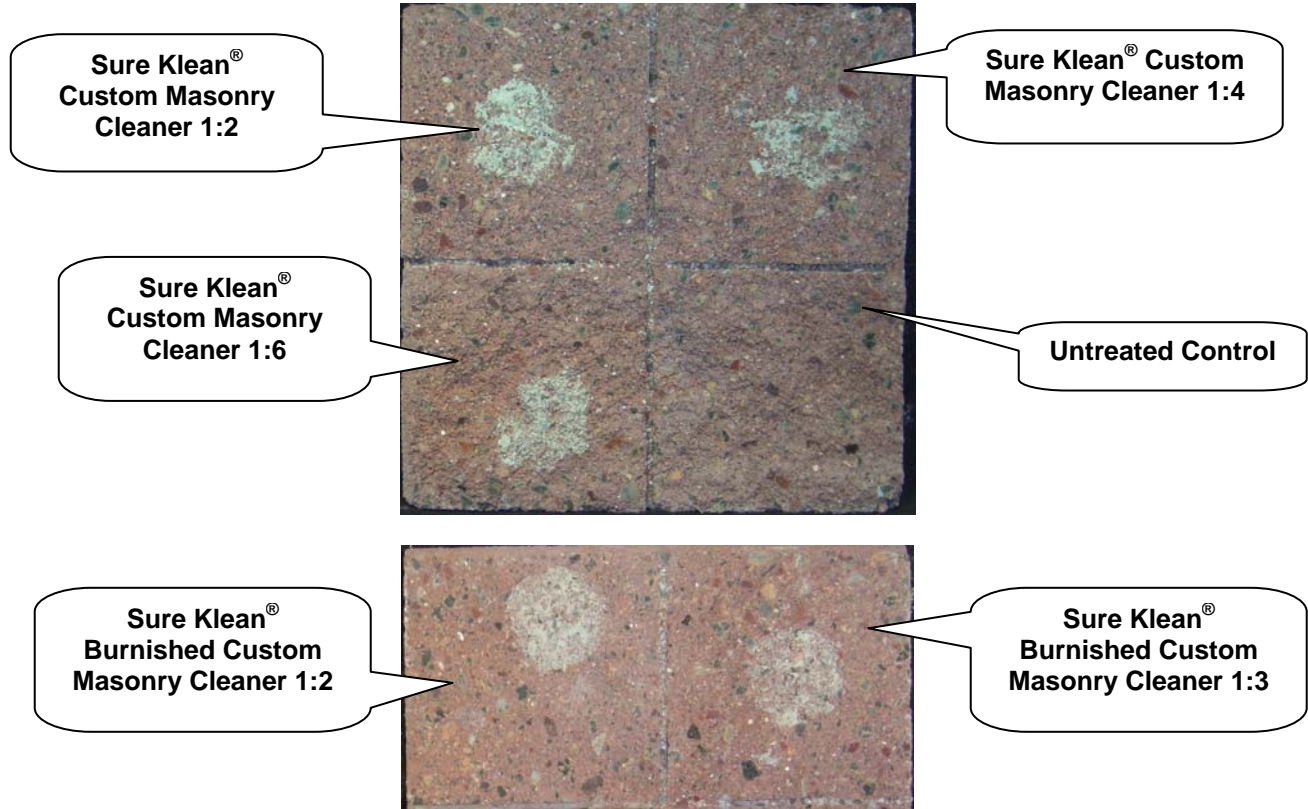 Sure Klean®
Custom Masonry
Cleaner 1:2
Sure Klean® Custom
Masonry Cleaner 1:4
Sure Klean®
Custom Masonry
Cleaner 1:6
Untreated Control
Sure Klean®
Burnished Custom
Masonry Cleaner 1:2
Sure Klean®
Burnished Custom
Masonry Cleaner 1:3